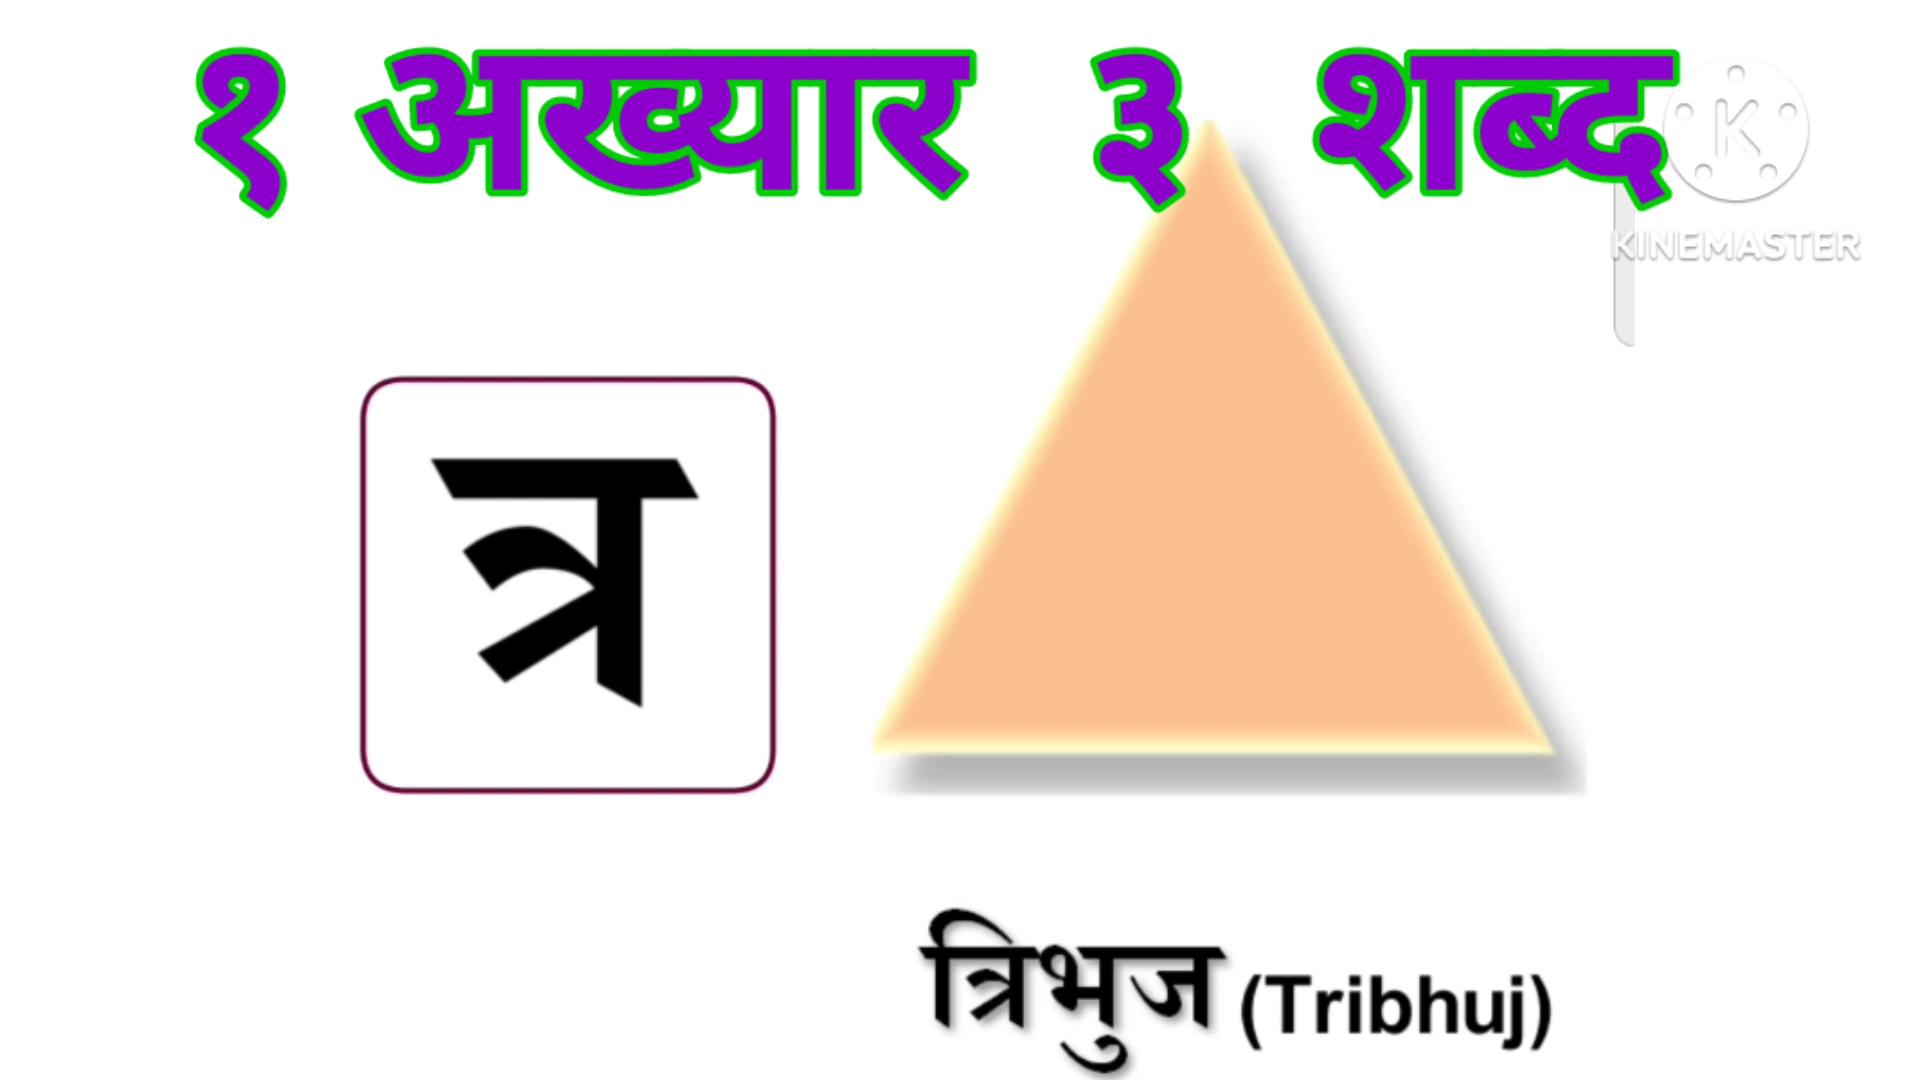 १ अख्यार ३ शब्द
K
KINEMASTER
त्र
त्रिभुज (Tribhuj)